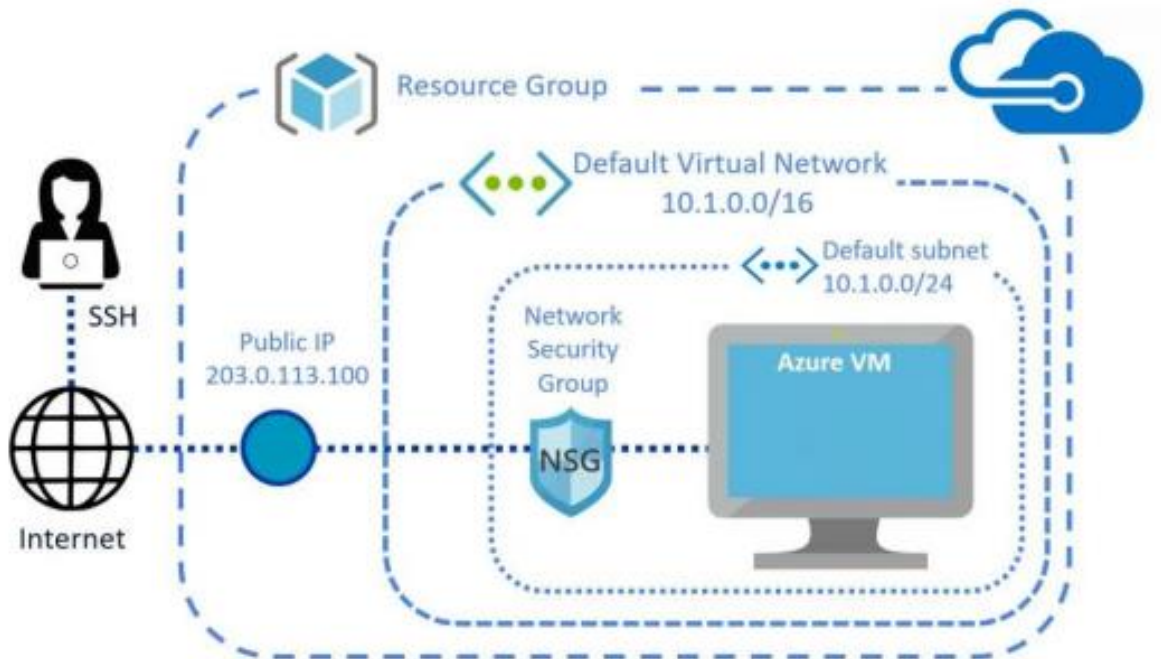 Resource Group
Default Virtual Network
10.1.0.0/16
Default subnet
10.1.0.0/24
SSH
Network
Security
Group
Public IP
203.0.113.100
Azure VM
NSG
Internet